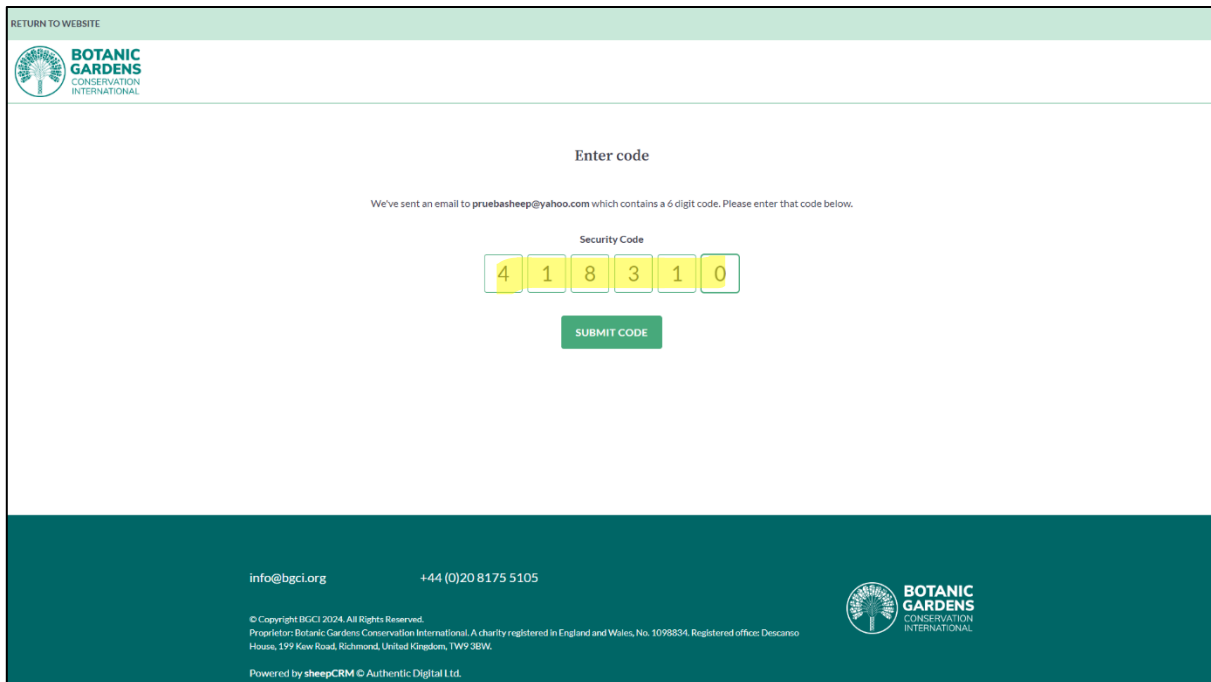 RETURN TO WEBSITE
BOTANIC
GARDENS
CONSERVATION
INTERNATIONAL
Enter code
We've sent an email to pruebasheep@yahoo.com which contains a 6 digit code. Please enter that code below.
Security Code
4 1 8 3 1 0
SUBMIT CODE
info@bgci.org +44 (0)20 8175 5105
© Copyright BGCI 2024. All Rights Reserved.
Proprietor: Botanic Gardens Conservation International. A charity registered in England and Wales, No. 1098834. Registered office: Descanso
House, 199 Kew Road, Richmond, United Kingdom, TW9 3BW.
Powered by sheepCRM © Authentic Digital Ltd.
BOTANIC
GARDENS
CONSERVATION
INTERNATIONAL